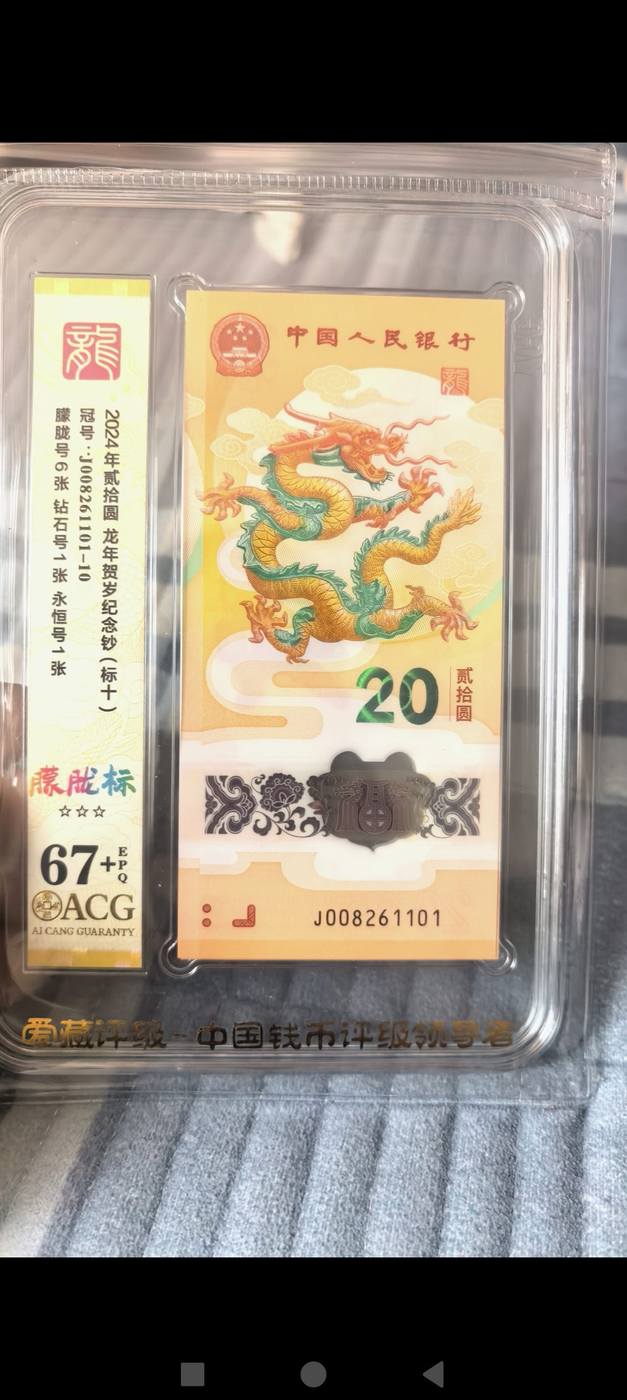 龍
2024年贰拾圆 龙年贺岁纪念钞(标十)
冠号:J008261101-10
朦胧号6张 钻石号1张 永恒号1张
朦胧标
☆☆☆
67+EPQ
ACG
AI CANG GUARANTY
中国人民银行
龍
20
贰拾圆
福
J008261101
爱藏评级-中国钱币评级领导者